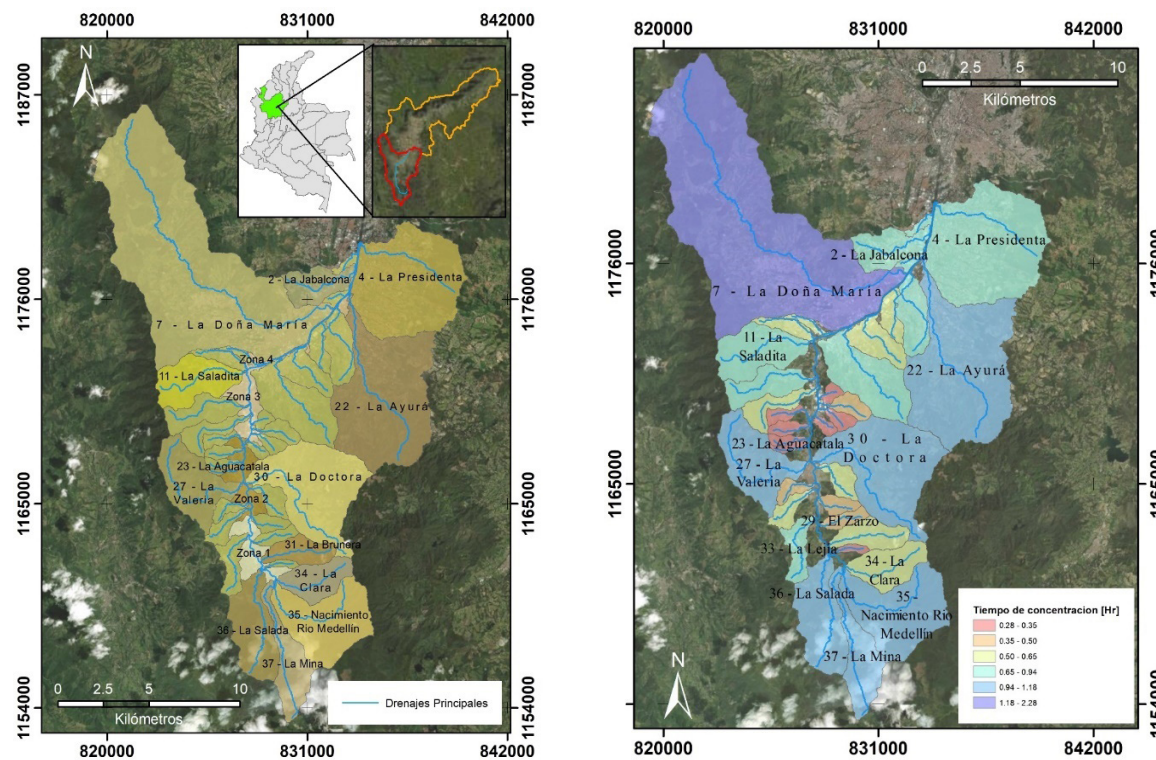 820000
831000
842000
N
1187000
1187000
2 - La Jabalcona
4 - La Presidenta
1176000
1176000
7 - La Doña María
Zona 4
11 - La Saladita
Zona 3
22 - La Ayurá
23 - La Aguacatala
30 - La Doctora
27 - La
Valeria
Zona 2
1165000
1165000
31 - La Brunera
Zona 1
34 - La
Clara
35 - Nacimiento
Río Medellín
36 - La Salada
37 - La Mina
0 2.5 5 10
Kilómetros
Drenajes Principales
1154000
1154000
820000
831000
842000
820000
831000
842000
0 2.5 5 10
Kilómetros
N
1187000
1187000
4 - La Presidenta
2 - La Jabalcona
1176000
1176000
7 - La Doña María
11 - La
Saladita
22 - La Ayurá
23 - La Aguacatala
30 - La
Doctora
27 - La
Valeria
1165000
1165000
29 - El Zarzo
33 - La Lejía
34 - La
Clara
36 - La Salada
35 -
Nacimiento Río
Medellín
37 - La Mina
Tiempo de concentracion [Hr]
0.28 - 0.35
0.35 - 0.50
0.50 - 0.65
0.65 - 0.94
0.94 - 1.18
1.18 - 2.28
N
1154000
1154000
820000
831000
842000